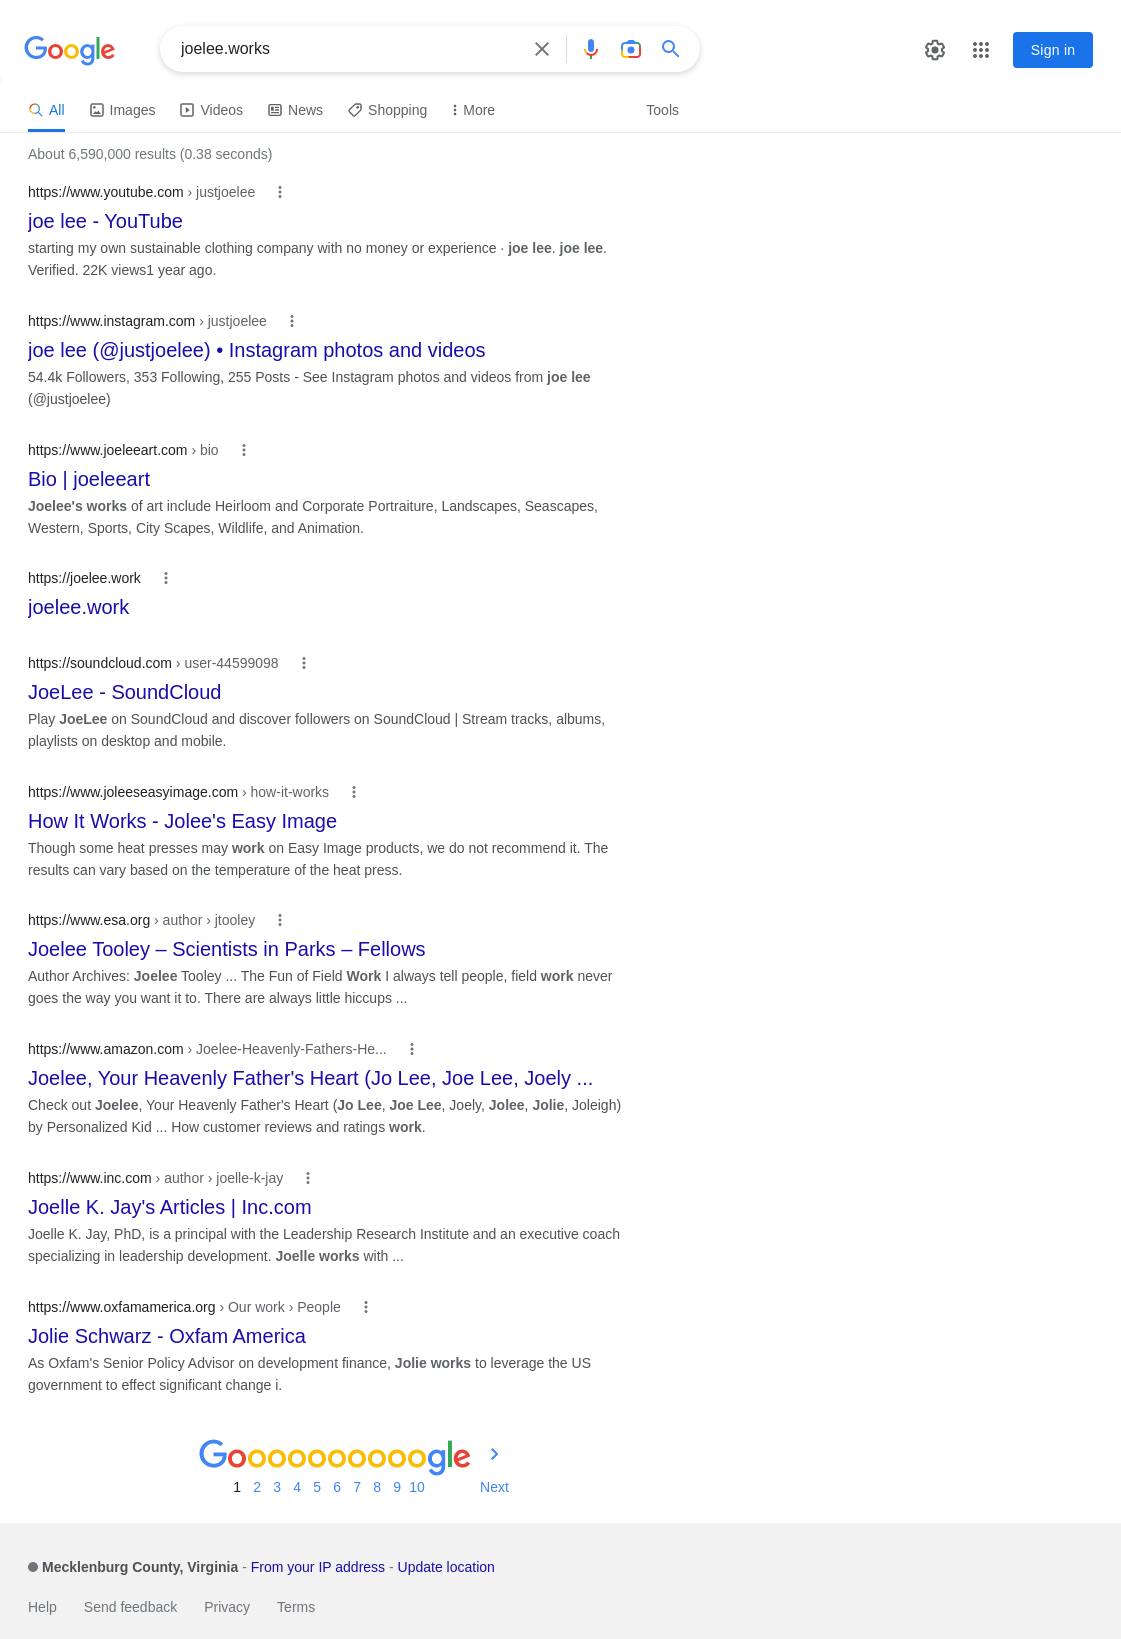 Google
joelee.works
Sign in
All Images Videos News Shopping More Tools
About 6,590,000 results (0.38 seconds)
https://www.youtube.com › justjoelee
joe lee - YouTube
starting my own sustainable clothing company with no money or experience · joe lee. joe lee.
Verified. 22K views1 year ago.
https://www.instagram.com › justjoelee
joe lee (@justjoelee) • Instagram photos and videos
54.4k Followers, 353 Following, 255 Posts - See Instagram photos and videos from joe lee
(@justjoelee)
https://www.joeleeart.com › bio
Bio | joeleeart
Joelee's works of art include Heirloom and Corporate Portraiture, Landscapes, Seascapes,
Western, Sports, City Scapes, Wildlife, and Animation.
https://joelee.work
joelee.work
https://soundcloud.com › user-44599098
JoeLee - SoundCloud
Play JoeLee on SoundCloud and discover followers on SoundCloud | Stream tracks, albums,
playlists on desktop and mobile.
https://www.joleeseasyimage.com › how-it-works
How It Works - Jolee's Easy Image
Though some heat presses may work on Easy Image products, we do not recommend it. The
results can vary based on the temperature of the heat press.
https://www.esa.org › author › jtooley
Joelee Tooley – Scientists in Parks – Fellows
Author Archives: Joelee Tooley ... The Fun of Field Work I always tell people, field work never
goes the way you want it to. There are always little hiccups ...
https://www.amazon.com › Joelee-Heavenly-Fathers-He...
Joelee, Your Heavenly Father's Heart (Jo Lee, Joe Lee, Joely ...
Check out Joelee, Your Heavenly Father's Heart (Jo Lee, Joe Lee, Joely, Jolee, Jolie, Joleigh)
by Personalized Kid ... How customer reviews and ratings work.
https://www.inc.com › author › joelle-k-jay
Joelle K. Jay's Articles | Inc.com
Joelle K. Jay, PhD, is a principal with the Leadership Research Institute and an executive coach
specializing in leadership development. Joelle works with ...
https://www.oxfamamerica.org › Our work › People
Jolie Schwarz - Oxfam America
As Oxfam's Senior Policy Advisor on development finance, Jolie works to leverage the US
government to effect significant change i.
Goooooooooogle
1 2 3 4 5 6 7 8 9 10 Next
Mecklenburg County, Virginia - From your IP address - Update location
Help Send feedback Privacy Terms